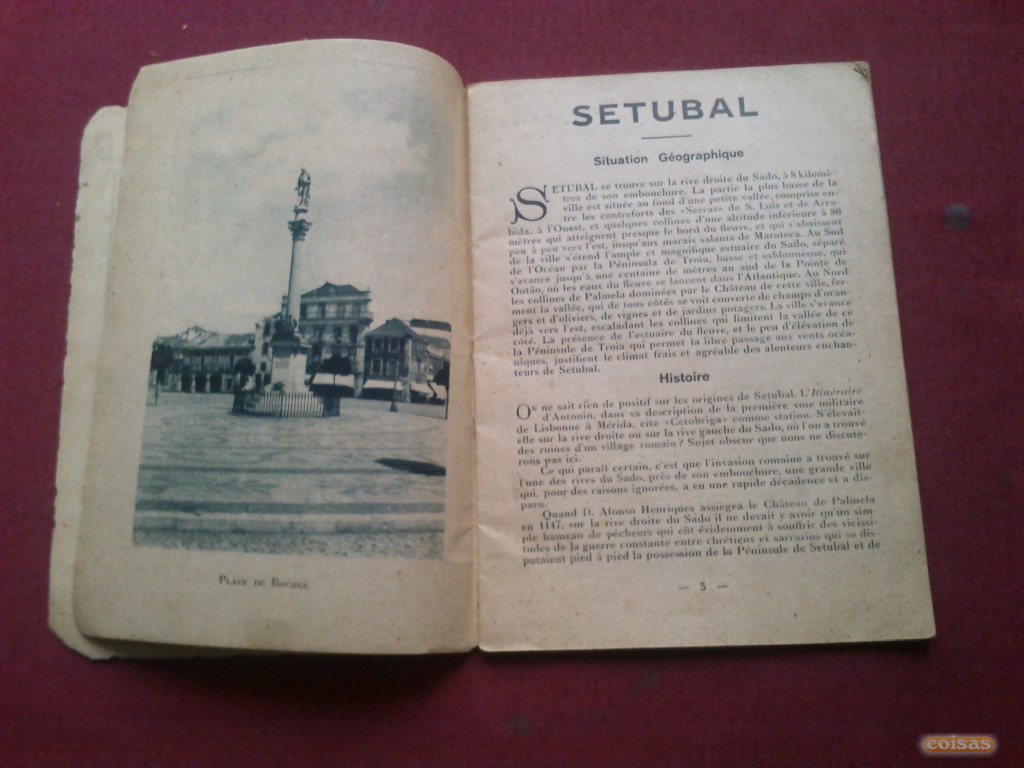 PLACE DE BOCAGE
SETUBAL
Situation Géographique
SETUBAL se trouve sur la rive droite du Sado, à 8 kilomè-
tres de son embouchure. La partie la plus basse de la
ville est située au fond d'une petite vallée, comprise en-
tre les contreforts des «Serras» de S. Luis et de Arra-
bida, à l'Ouest, et quelques collines d'une altitude inférieure à 80
mètres qui atteignent presque le bord du fleuve, et qui s'abaissent
peu à peu vers l'est, jusqu'aux marais salants de Marateca. Au Sud
de la ville s'étend l'ample et magnifique estuaire du Sado, séparé
de l'Océan par la Péninsula de Troia, basse et sablonneuse, qui
s'avance jusqu'à une centaine de mètres au sud de la Pointe de
Outão, où les eaux du fleuve se lancent dans l'Atlantique. Au Nord
les collines de Palmela dominées par le Château de cette ville, fer-
ment la vallée, qui de tous côtés se voit couverte de champs d'oran-
gers et d'oliviers, de vignes et de jardins potagers. La ville s'avance
déjà vers l'est, escaladant les collines qui limitent la vallée de ce
côté. La présence de l'estuaire du fleuve, et le peu d'élévation de
la Péninsule de Troia qui permet la libre passage aux vents océa-
niques, justifient le climat frais et agréable des alenteurs enchan-
teurs de Setubal.
Histoire
ON ne sait rien de positif sur les origines de Setubal. L'Itinéraire
d'Antonin, dans sa description de la première voie militaire
de Lisbonne à Mérida, cite «Cetobriga» comme station. S'élevait-
elle sur la rive droite ou sur la rive gauche du Sado, où l'on a trouvé
des ruines d'un village romain? Sujet obscur que nous ne discute-
rons pas ici.
Ce qui parait certain, c'est que l'invasion romaine a trouvé sur
l'une des rives du Sado, près de son embouchure, une grande ville
qui, pour des raisons ignorées, a eu une rapide décadence et a dis-
paru.
Quand D. Afonso Henriques assiégea le Château de Palmela
en 1147, sur la rive droite du Sado il ne devait y avoir qu'un sim-
ple hameau de pêcheurs qui eût évidemment à souffrir des vicissi-
tudes de la guerre constante entre chrétiens et sarrazins qui se dis-
putaient pied à pied la possession de la Péninsule de Setubal et de
— 3 —
coisas